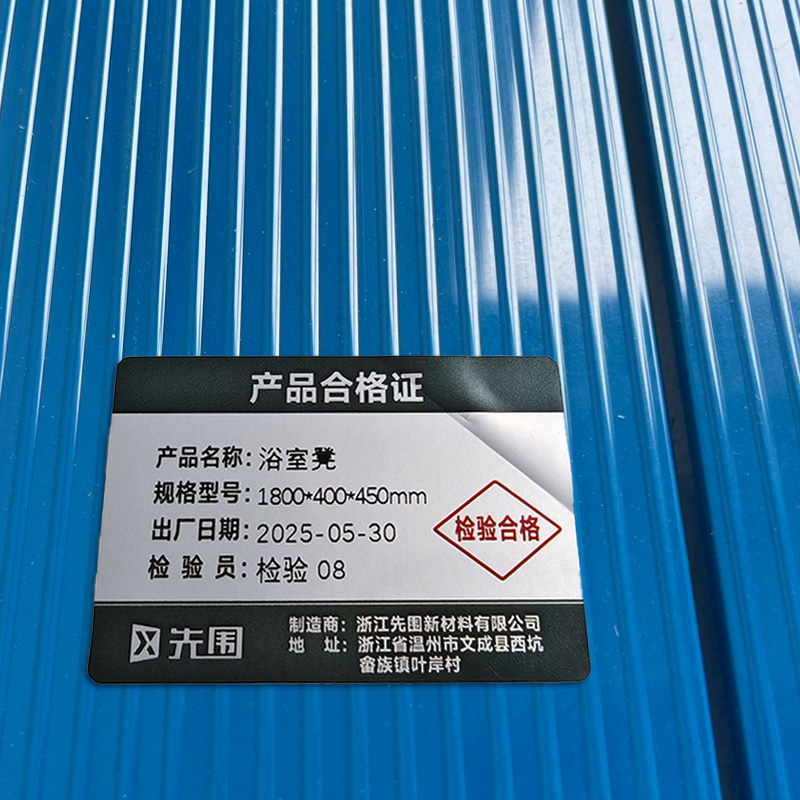 产品合格证
产品名称：浴室凳
规格型号：1800*400*450mm
出厂日期：2025-05-30
检 验 员：检验 08
检验合格
先围
制造商：浙江先围新材料有限公司
地 址：浙江省温州市文成县西坑
畲族镇叶岸村